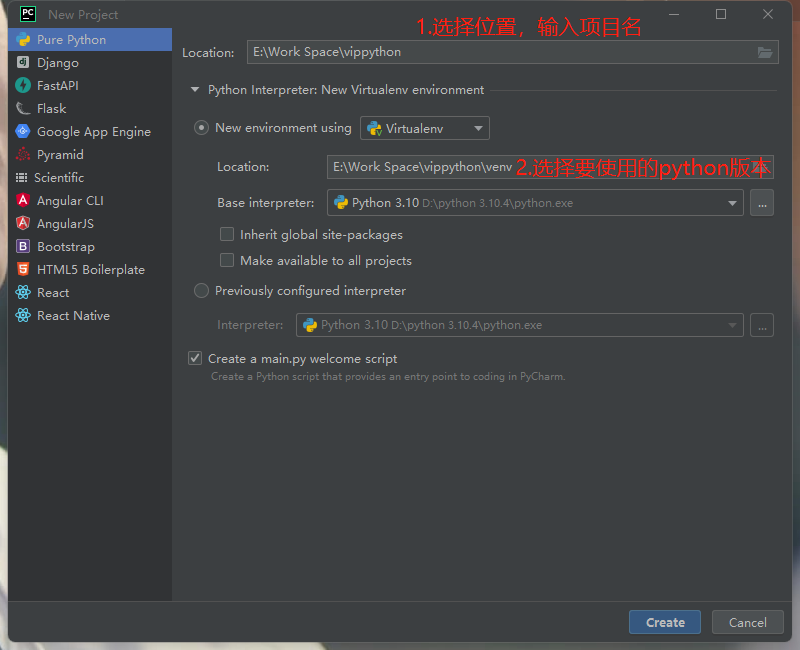 PC New Project
1.选择位置，输入项目名
Pure Python
Django
FastAPI
Flask
Google App Engine
Pyramid
Scientific
Angular CLI
AngularJS
Bootstrap
HTML5 Boilerplate
React
React Native
Location: E:\Work Space\vippython
Python Interpreter: New Virtualenv environment
New environment using Virtualenv
Location: E:\Work Space\vippython\venv
2.选择要使用的python版本
Base interpreter: Python 3.10 D:\python 3.10.4\python.exe ...
Inherit global site-packages
Make available to all projects
Previously configured interpreter
Interpreter: Python 3.10 D:\python 3.10.4\python.exe ...
Create a main.py welcome script
Create a Python script that provides an entry point to coding in PyCharm.
Create Cancel